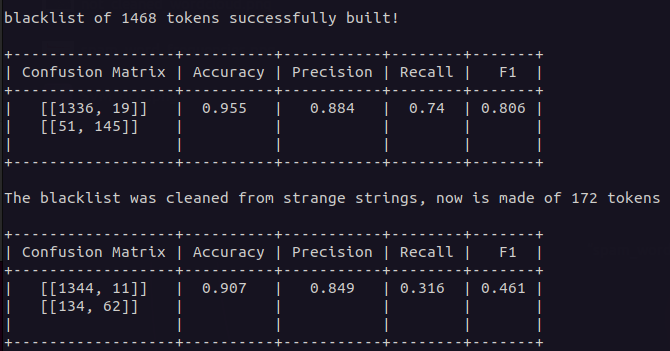 blacklist of 1468 tokens successfully built!
+------------------+----------+-----------+--------+-------+
| Confusion Matrix | Accuracy | Precision | Recall |   F1  |
+------------------+----------+-----------+--------+-------+
|   [[1336, 19]]   |  0.955   |   0.884   |  0.74  | 0.806 |
|   [[51, 145]]    |          |           |        |       |
|                  |          |           |        |       |
+------------------+----------+-----------+--------+-------+
The blacklist was cleaned from strange strings, now is made of 172 tokens
+------------------+----------+-----------+--------+-------+
| Confusion Matrix | Accuracy | Precision | Recall |   F1  |
+------------------+----------+-----------+--------+-------+
|   [[1344, 11]]   |  0.907   |   0.849   | 0.316  | 0.461 |
|   [[134, 62]]    |          |           |        |       |
|                  |          |           |        |       |
+------------------+----------+-----------+--------+-------+